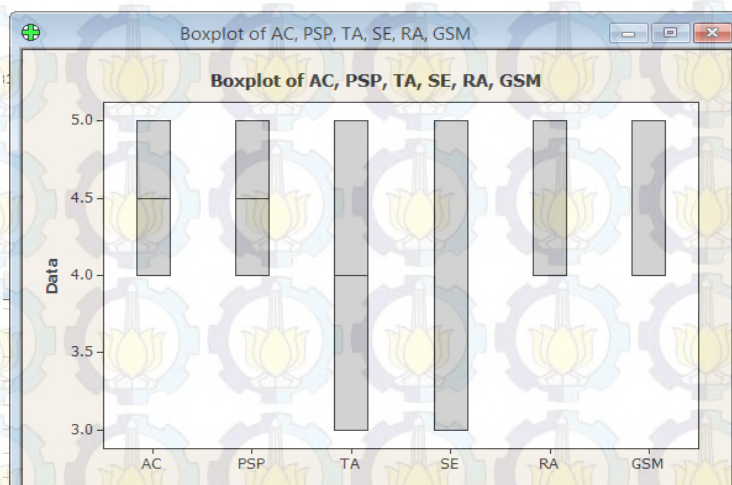 Boxplot of AC, PSP, TA, SE, RA, GSM
Boxplot of AC, PSP, TA, SE, RA, GSM
5.0
4.5
4.0
3.5
3.0
Data
AC PSP TA SE RA GSM